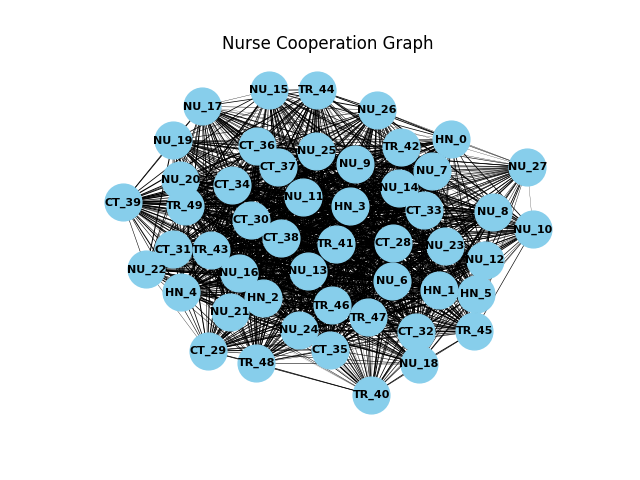 Nurse Cooperation Graph
NU_15
TR_44
NU_17
NU_26
NU_19
HN_0
CT_36
TR_42
NU_25
NU_9
CT_37
NU_27
NU_7
NU_20
CT_34
NU_14
NU_11
CT_39
TR_49
HN_3
CT_33
NU_8
CT_30
NU_10
CT_38
TR_41
CT_28
NU_23
CT_31
TR_43
NU_12
NU_22
NU_16
NU_13
NU_6
HN_4
HN_2
HN_1
HN_5
TR_46
NU_21
TR_47
NU_24
CT_32
TR_45
CT_29
CT_35
TR_48
NU_18
TR_40